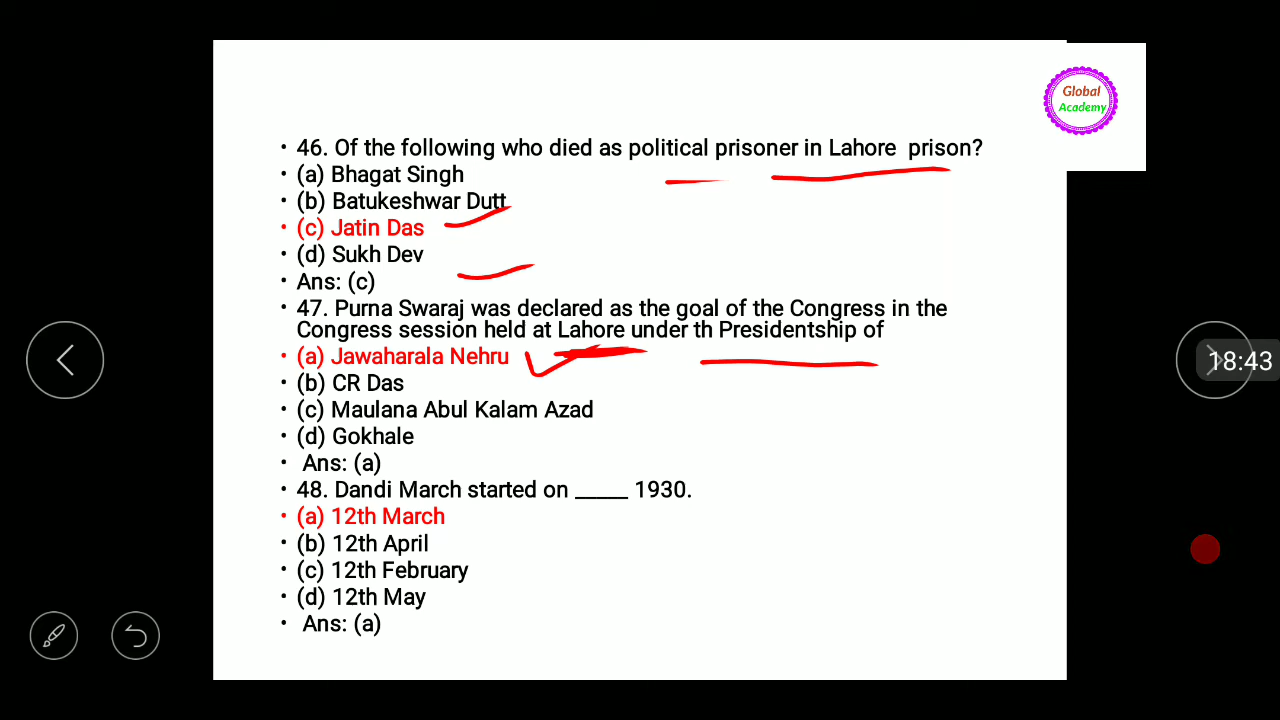 Global
Academy
• 46. Of the following who died as political prisoner in Lahore prison?
• (a) Bhagat Singh
• (b) Batukeshwar Dutt
• (c) Jatin Das
• (d) Sukh Dev
• Ans: (c)
• 47. Purna Swaraj was declared as the goal of the Congress in the
Congress session held at Lahore under th Presidentship of
• (a) Jawaharala Nehru
• (b) CR Das
• (c) Maulana Abul Kalam Azad
• (d) Gokhale
• Ans: (a)
• 48. Dandi March started on _____ 1930.
• (a) 12th March
• (b) 12th April
• (c) 12th February
• (d) 12th May
• Ans: (a)
18:43